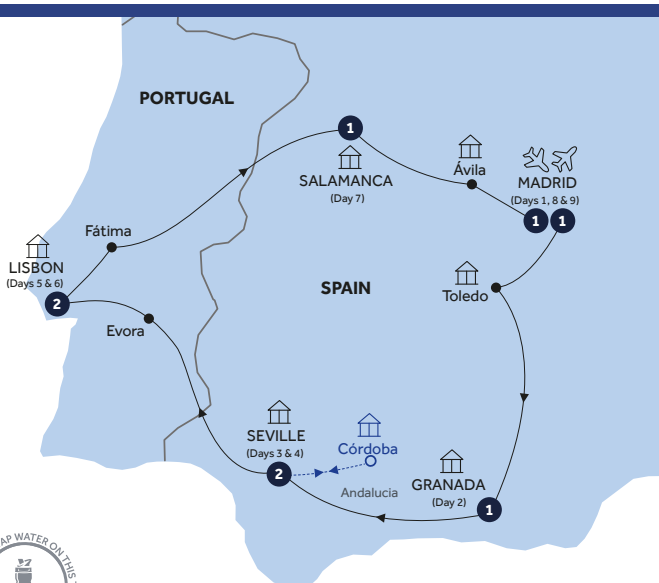 PORTUGAL
1
SALAMANCA
(Day 7)
Ávila
MADRID
(Days 1, 8 & 9)
1 1
Fátima
LISBON
(Days 5 & 6)
2
Evora
SPAIN
Toledo
SEVILLE
(Days 3 & 4)
2
Córdoba
Andalucia
GRANADA
(Day 2)
1
AP WATER ON THIS